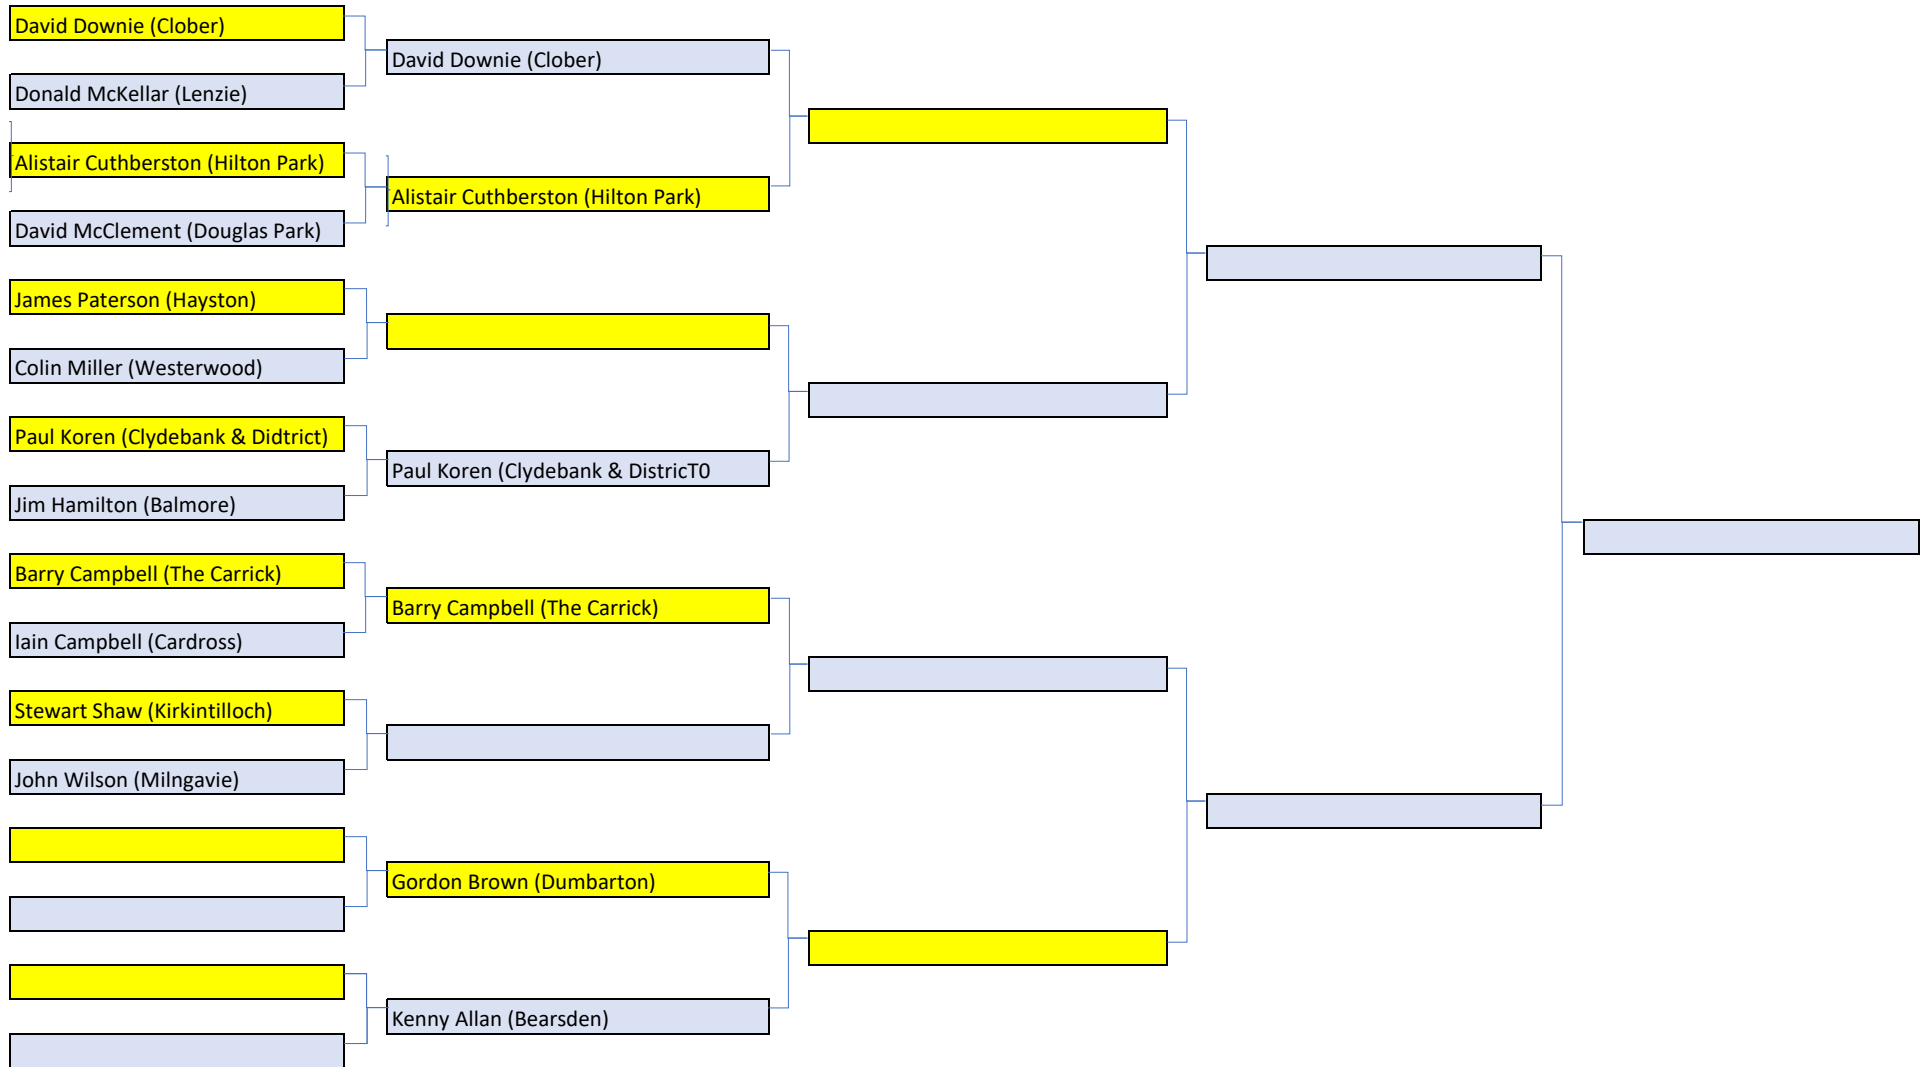 David Downie (Clober)
Donald McKellar (Lenzie)
Alistair Cuthberston (Hilton Park)
David McClement (Douglas Park)
James Paterson (Hayston)
Colin Miller (Westerwood)
Paul Koren (Clydebank & Didtrict)
Jim Hamilton (Balmore)
Barry Campbell (The Carrick)
Iain Campbell (Cardross)
Stewart Shaw (Kirkintilloch)
John Wilson (Milngavie)
David Downie (Clober)
Alistair Cuthberston (Hilton Park)
Paul Koren (Clydebank & DistricT0
Barry Campbell (The Carrick)
Gordon Brown (Dumbarton)
Kenny Allan (Bearsden)